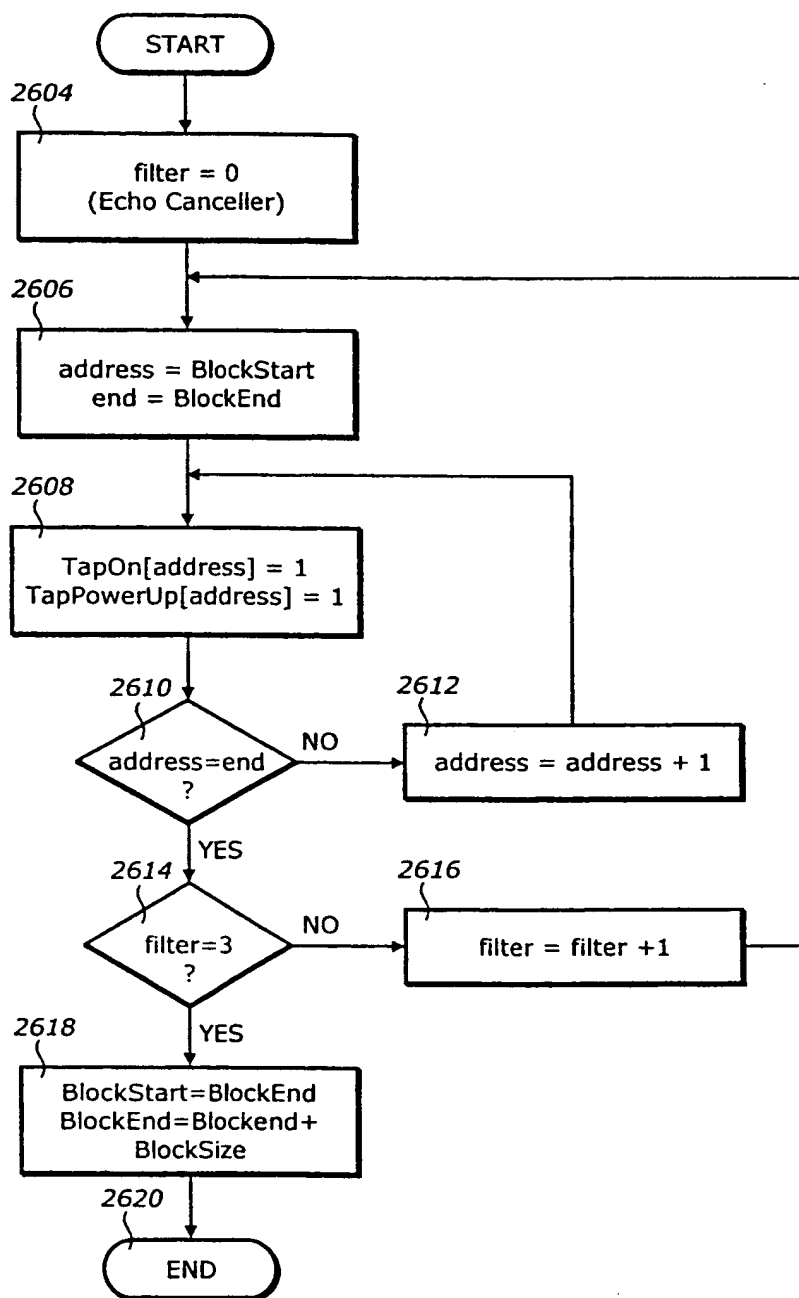 START
2604
filter = 0
(Echo Canceller)
2606
address = BlockStart
end = BlockEnd
2608
TapOn[address] = 1
TapPowerUp[address] = 1
2610
address=end
?
NO
2612
address = address + 1
YES
2614
filter=3
?
NO
2616
filter = filter +1
YES
2618
BlockStart=BlockEnd
BlockEnd=Blockend+
BlockSize
2620
END